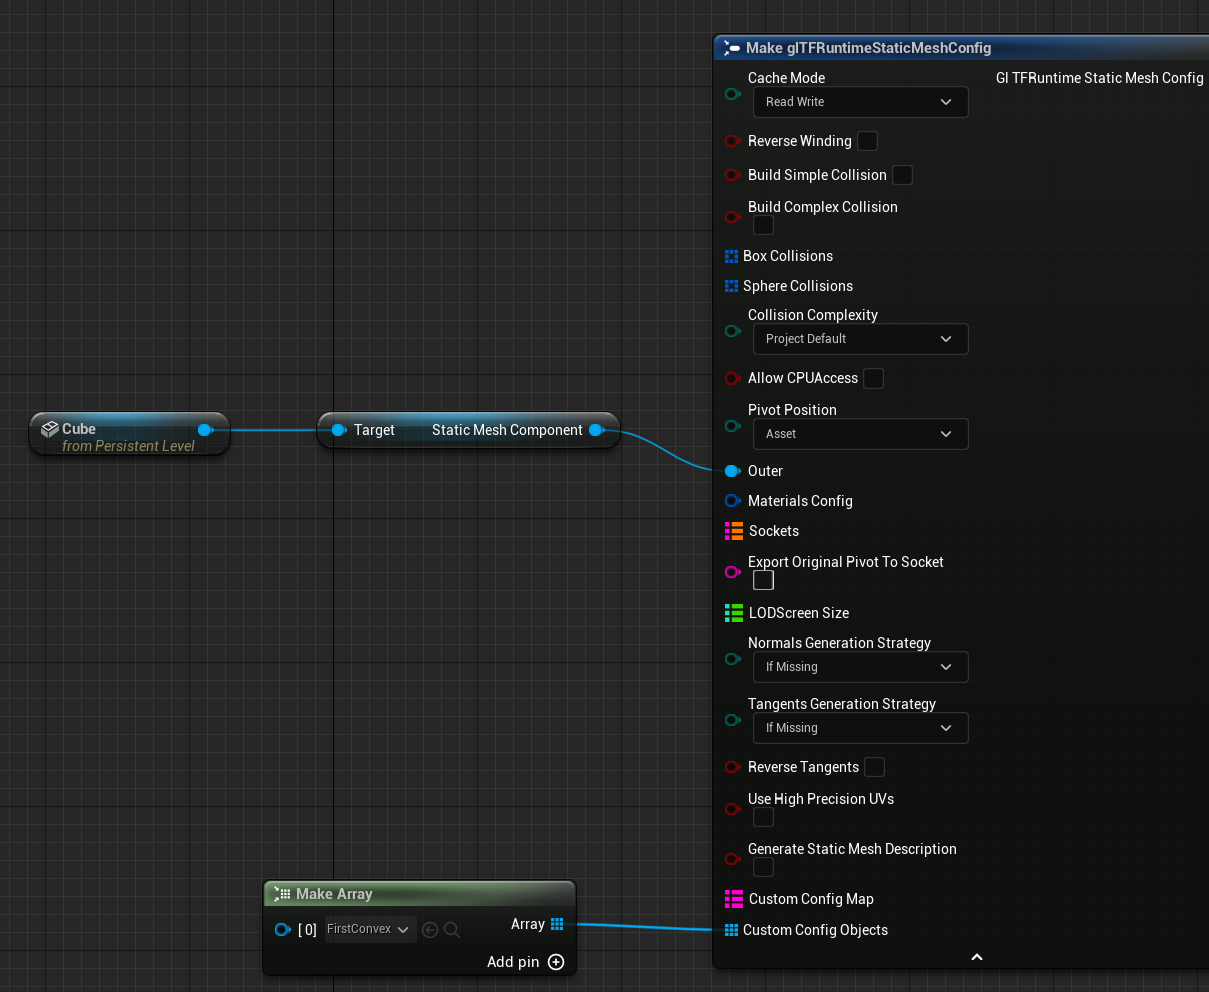 Make glTFRuntimeStaticMeshConfig
Cache Mode
Gl TFRuntime Static Mesh Config
Read Write
Reverse Winding
Build Simple Collision
Build Complex Collision
Box Collisions
Sphere Collisions
Collision Complexity
Project Default
Allow CPUAccess
Pivot Position
Asset
Cube
from Persistent Level
Target
Static Mesh Component
Outer
Materials Config
Sockets
Export Original Pivot To Socket
LODScreen Size
Normals Generation Strategy
If Missing
Tangents Generation Strategy
If Missing
Reverse Tangents
Use High Precision UVs
Generate Static Mesh Description
Custom Config Map
Custom Config Objects
Make Array
[0]
FirstConvex
Array
Add pin